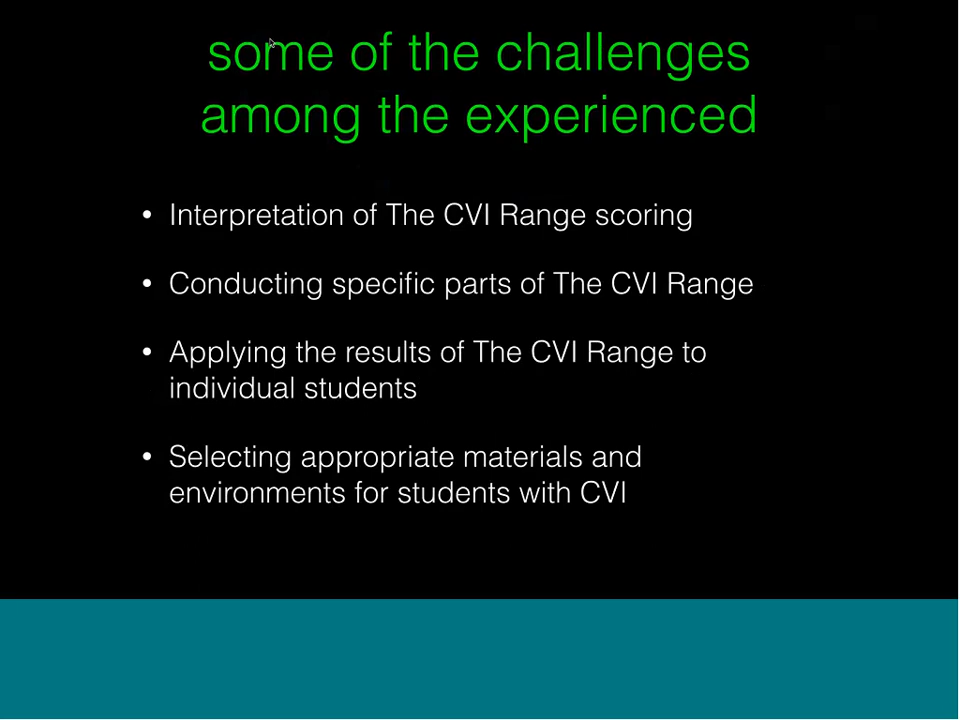 some of the challenges
among the experienced
• Interpretation of The CVI Range scoring
• Conducting specific parts of The CVI Range
• Applying the results of The CVI Range to
individual students
• Selecting appropriate materials and
environments for students with CVI